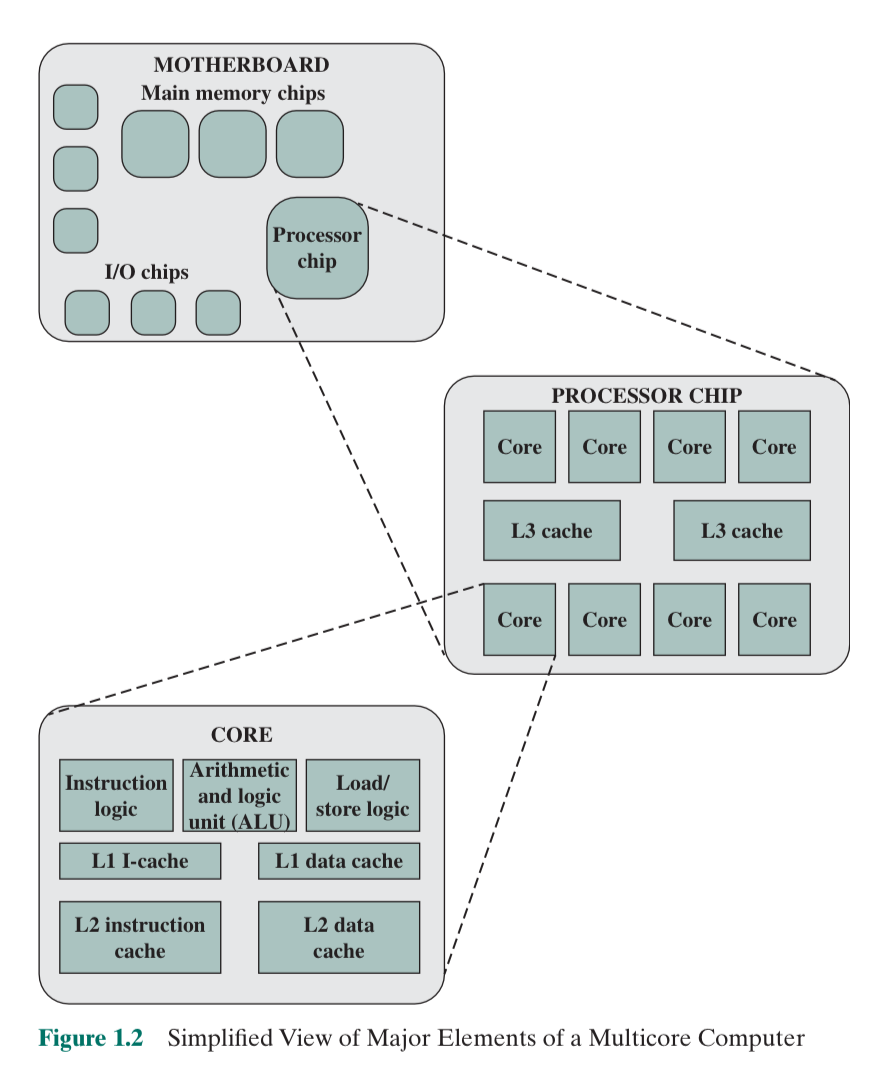 MOTHERBOARD
Main memory chips
Processor
chip
I/O chips
PROCESSOR CHIP
Core
Core
Core
Core
L3 cache
L3 cache
Core
Core
Core
Core
CORE
Instruction
logic
Arithmetic
and logic
unit (ALU)
Load/
store logic
L1 I-cache
L1 data cache
L2 instruction
cache
L2 data
cache
Figure 1.2 Simplified View of Major Elements of a Multicore Computer